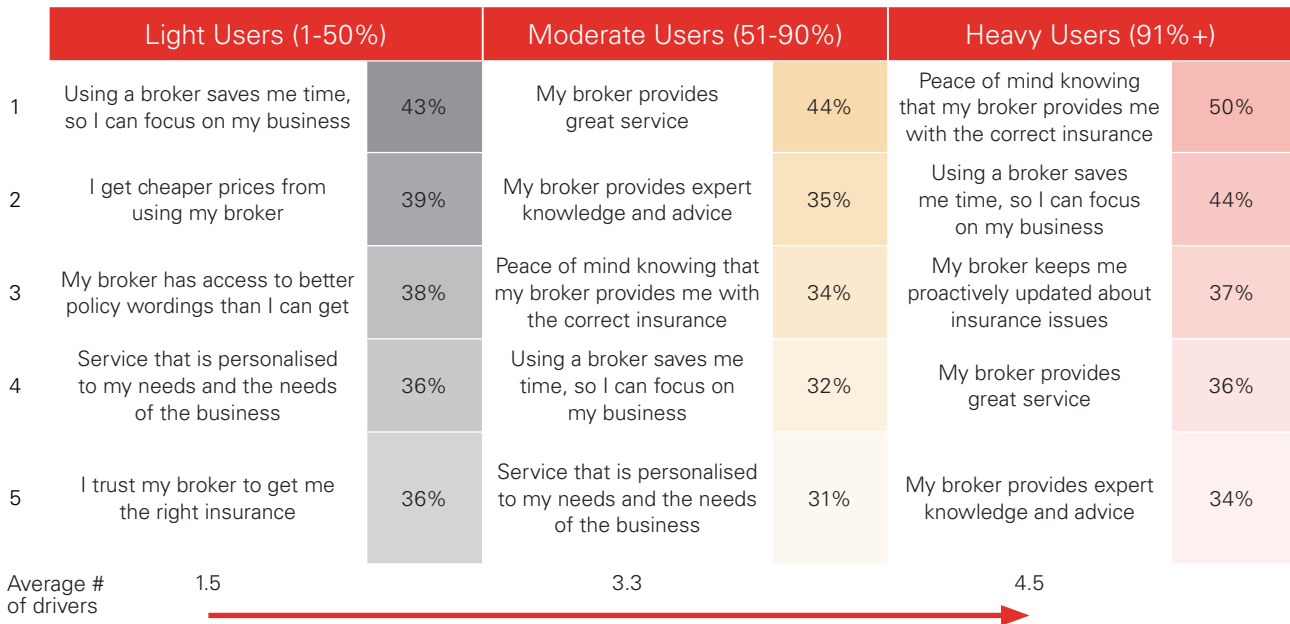 Light Users (1-50%)
Moderate Users (51-90%)
Heavy Users (91%+)
1
Using a broker saves me time,
so I can focus on my business
43%
My broker provides
great service
44%
Peace of mind knowing
that my broker provides me
with the correct insurance
50%
2
I get cheaper prices from
using my broker
39%
My broker provides expert
knowledge and advice
35%
Using a broker saves
me time, so I can focus
on my business
44%
3
My broker has access to better
policy wordings than I can get
38%
Peace of mind knowing that
my broker provides me with
the correct insurance
34%
My broker keeps me
proactively updated about
insurance issues
37%
4
Service that is personalised
to my needs and the needs
of the business
36%
Using a broker saves me
time, so I can focus on
my business
32%
My broker provides
great service
36%
5
I trust my broker to get me
the right insurance
36%
Service that is personalised
to my needs and the needs
of the business
31%
My broker provides expert
knowledge and advice
34%
Average #
of drivers
1.5
3.3
4.5